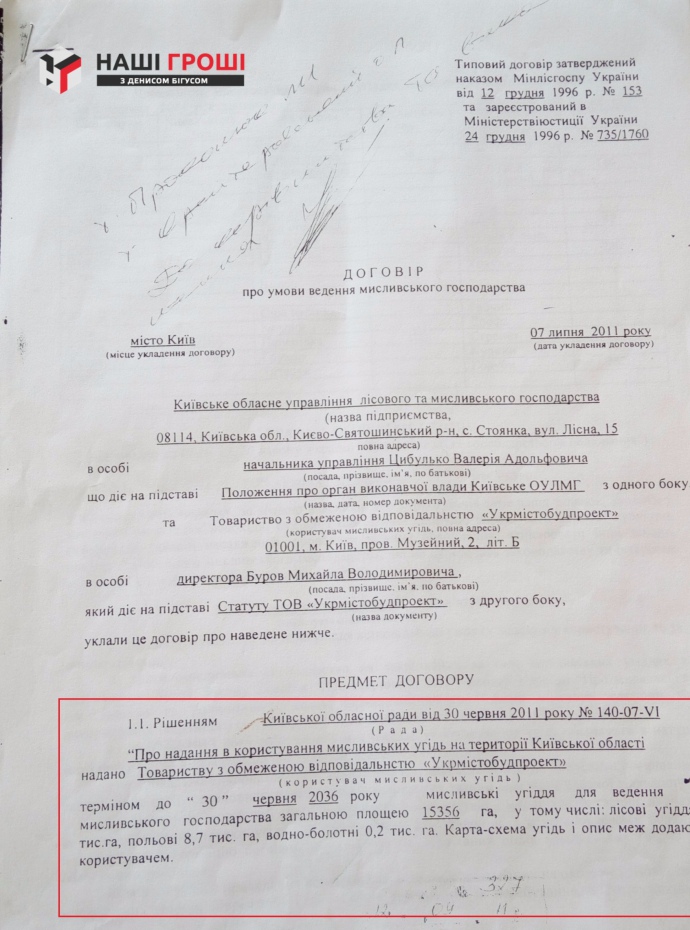 НАШІ ГРОШІ
З ДЕНИСОМ БІГУСОМ
Типовий договір затверджений
наказом Мінлісгоспу України
від 12 грудня 1996 р. № 153
та зареєстрований в
Міністерствіюстиції України
24 грудня 1996 р. № 735/1760
ДОГОВІР
про умови ведення мисливського господарства
місто Київ
(місце укладення договору)
07 липня 2011 року
(дата укладення договору)
Київське обласне управління лісового та мисливського господарства
(назва підприємства,
08114, Київська обл., Києво-Святошинський р-н, с. Стоянка, вул. Лісна, 15
повна адреса)
в особі начальника управління Цибулько Валерія Адольфовича
(посада, прізвище, ім'я, по батькові)
що діє на підставі Положення про орган виконавчої влади Київське ОУЛМГ з одного боку
(назва, дата, номер документа)
та Товариство з обмеженою відповідальнстю «Укрмістобудпроект»
(користувач мисливських угідь, повна адреса)
01001, м. Київ, пров. Музейний, 2, літ. Б
в особі директора Буров Михайла Володимировича ,
(посада, прізвище, ім'я, по батькові)
який діє на підставі Статуту ТОВ «Укрмістобудпроект» з другого боку,
(назва документу)
уклали це договір про наведене нижче.
ПРЕДМЕТ ДОГОВОРУ
1.1. Рішенням Київської обласної ради від 30 червня 2011 року № 140-07-VI
(Рада)
“Про надання в користування мисливських угідь на території Київської області
надано Товариству з обмеженою відповідальнстю «Укрмістобудпроект»
(користувач мисливських угідь)
терміном до “ 30 ” червня 2036 року мисливські угіддя для ведення
мисливського господарства загальною площею 15356 га, у тому числі: лісові угіддя
тис.га, польові 8,7 тис. га, водно-болотні 0,2 тис. га. Карта-схема угідь і опис меж додаю
користувачем.